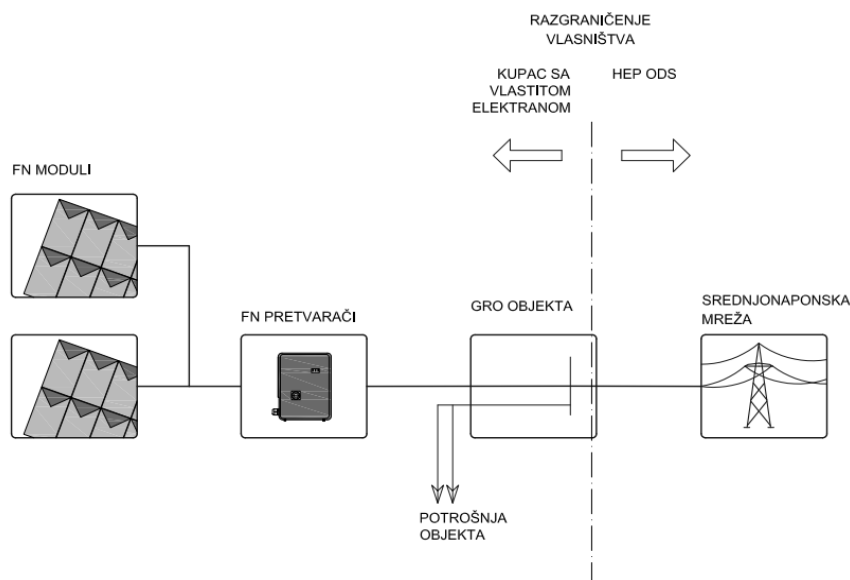 RAZGRANIČENJE
VLASNIŠTVA
KUPAC SA
VLASTITOM
ELEKTRANOM
HEP ODS
FN MODULI
FN PRETVARAČI
GRO OBJEKTA
SREDNJONAPONSKA
MREŽA
POTROŠNJA
OBJEKTA